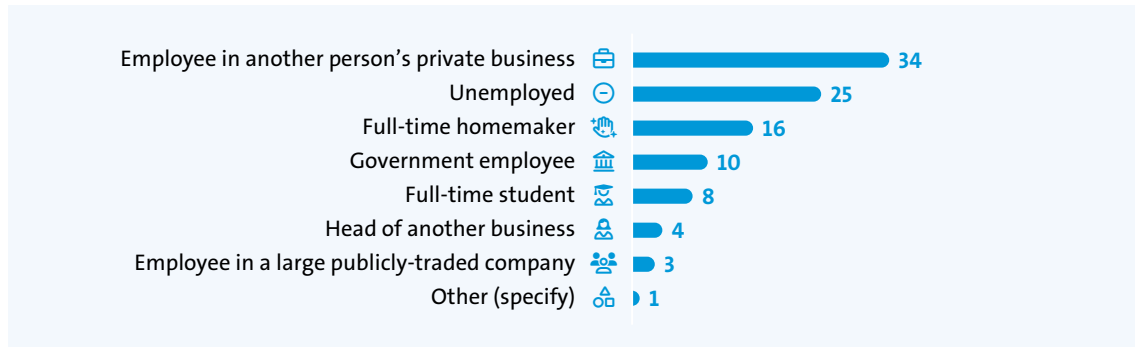 Employee in another person’s private business 34
Unemployed 25
Full-time homemaker 16
Government employee 10
Full-time student 8
Head of another business 4
Employee in a large publicly-traded company 3
Other (specify) 1